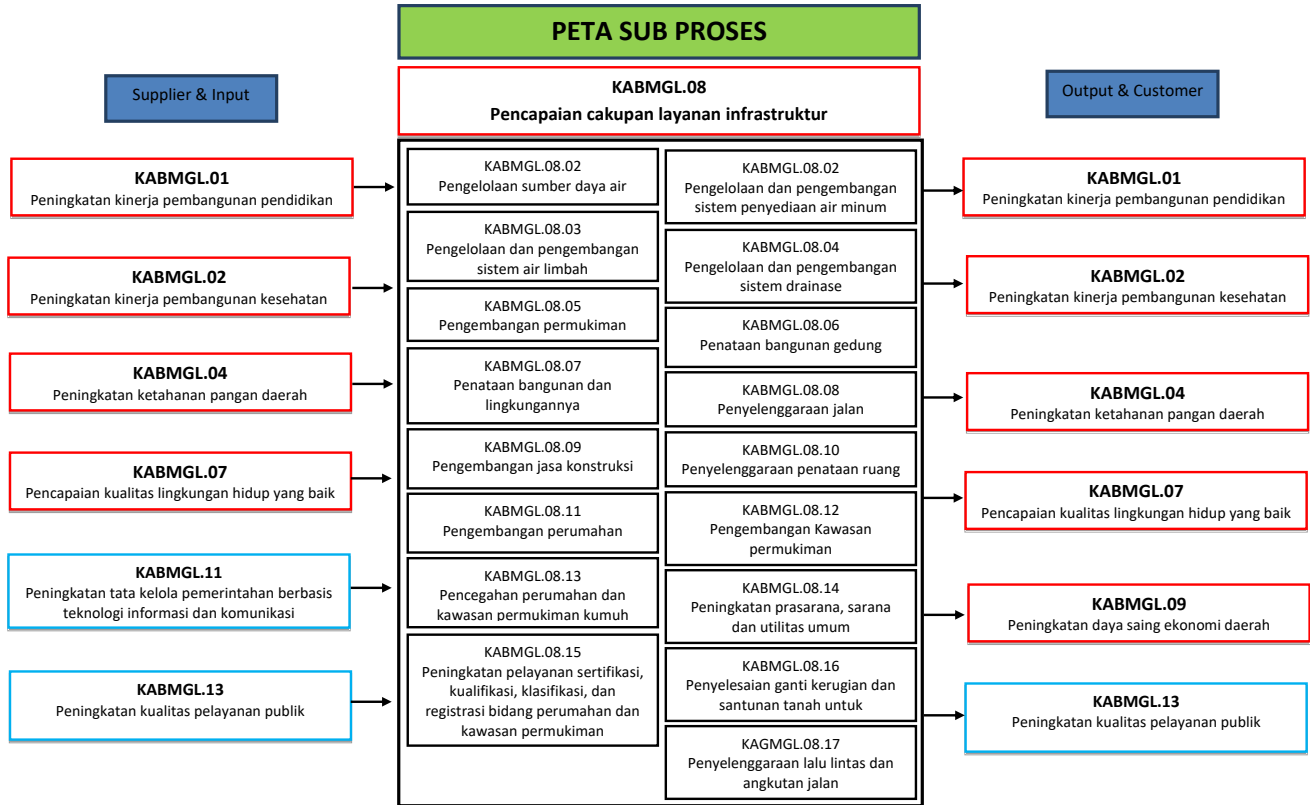 PETA SUB PROSES
Supplier & Input
KABMGL.08
Pencapaian cakupan layanan infrastruktur
Output & Customer
KABMGL.01
Peningkatan kinerja pembangunan pendidikan
KABMGL.02
Peningkatan kinerja pembangunan kesehatan
KABMGL.04
Peningkatan ketahanan pangan daerah
KABMGL.07
Pencapaian kualitas lingkungan hidup yang baik
KABMGL.11
Peningkatan tata kelola pemerintahan berbasis
teknologi informasi dan komunikasi
KABMGL.13
Peningkatan kualitas pelayanan publik
KABMGL.08.02
Pengelolaan sumber daya air
KABMGL.08.03
Pengelolaan dan pengembangan
sistem air limbah
KABMGL.08.05
Pengembangan permukiman
KABMGL.08.07
Penataan bangunan dan
lingkungannya
KABMGL.08.09
Pengembangan jasa konstruksi
KABMGL.08.11
Pengembangan perumahan
KABMGL.08.13
Pencegahan perumahan dan
kawasan permukiman kumuh
KABMGL.08.15
Peningkatan pelayanan sertifikasi,
kualifikasi, klasifikasi, dan
registrasi bidang perumahan dan
kawasan permukiman
KABMGL.08.02
Pengelolaan dan pengembangan
sistem penyediaan air minum
KABMGL.08.04
Pengelolaan dan pengembangan
sistem drainase
KABMGL.08.06
Penataan bangunan gedung
KABMGL.08.08
Penyelenggaraan jalan
KABMGL.08.10
Penyelenggaraan penataan ruang
KABMGL.08.12
Pengembangan Kawasan
permukiman
KABMGL.08.14
Peningkatan prasarana, sarana
dan utilitas umum
KABMGL.08.16
Penyelesaian ganti kerugian dan
santunan tanah untuk
KAGMGL.08.17
Penyelenggaraan lalu lintas dan
angkutan jalan
KABMGL.01
Peningkatan kinerja pembangunan pendidikan
KABMGL.02
Peningkatan kinerja pembangunan kesehatan
KABMGL.04
Peningkatan ketahanan pangan daerah
KABMGL.07
Pencapaian kualitas lingkungan hidup yang baik
KABMGL.09
Peningkatan daya saing ekonomi daerah
KABMGL.13
Peningkatan kualitas pelayanan publik